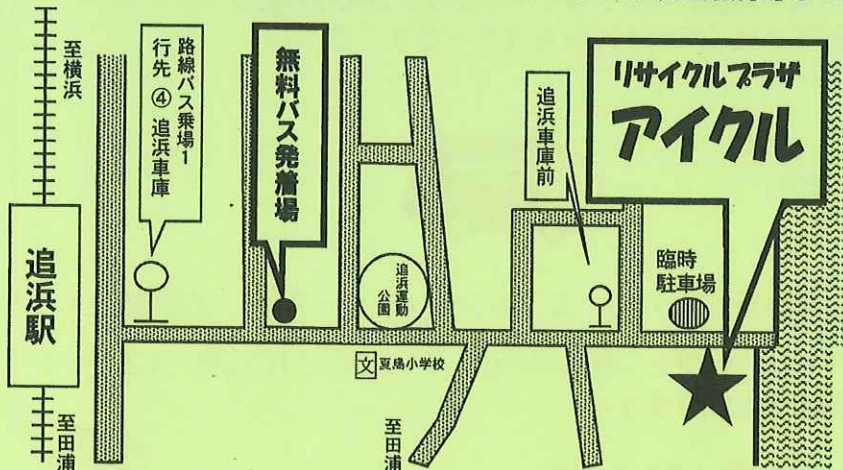 至横浜
追浜駅
至田浦
路線バス乗場1
行先 ④ 追浜車庫
無料バス発着場
追浜運動
公園
文 夏島小学校
至田浦
追浜車庫前
リサイクルプラザ
アイクル
臨時
駐車場